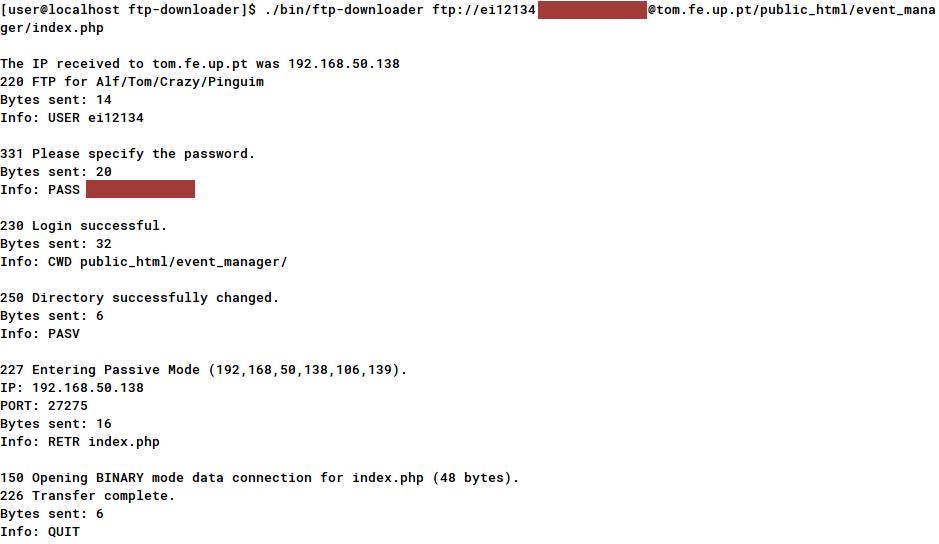 [user@localhost ftp-downloader]$ ./bin/ftp-downloader ftp://ei12134 @tom.fe.up.pt/public_html/event_mana
ger/index.php
The IP received to tom.fe.up.pt was 192.168.50.138
220 FTP for Alf/Tom/Crazy/Pinguim
Bytes sent: 14
Info: USER ei12134
331 Please specify the password.
Bytes sent: 20
Info: PASS
230 Login successful.
Bytes sent: 32
Info: CWD public_html/event_manager/
250 Directory successfully changed.
Bytes sent: 6
Info: PASV
227 Entering Passive Mode (192,168,50,138,106,139).
IP: 192.168.50.138
PORT: 27275
Bytes sent: 16
Info: RETR index.php
150 Opening BINARY mode data connection for index.php (48 bytes).
226 Transfer complete.
Bytes sent: 6
Info: QUIT